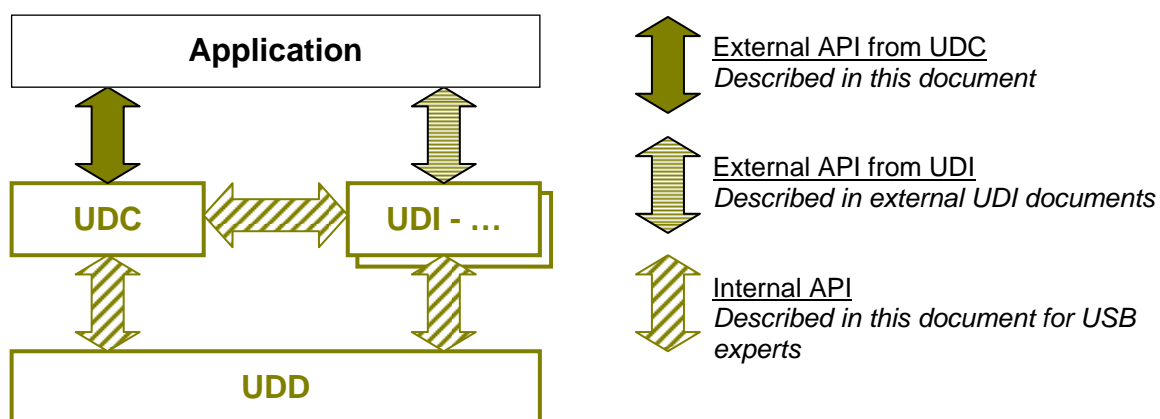 Application
UDC
UDI - …
UDD
External API from UDC
Described in this document
External API from UDI
Described in external UDI documents
Internal API
Described in this document for USB
experts